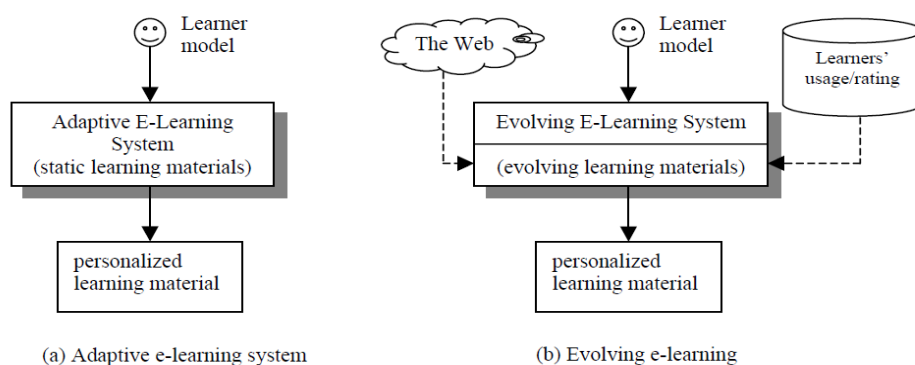 Learner
model
Adaptive E-Learning
System
(static learning materials)
personalized
learning material
(a) Adaptive e-learning system
The Web
Learner
model
Learners’
usage/rating
Evolving E-Learning System
(evolving learning materials)
personalized
learning material
(b) Evolving e-learning